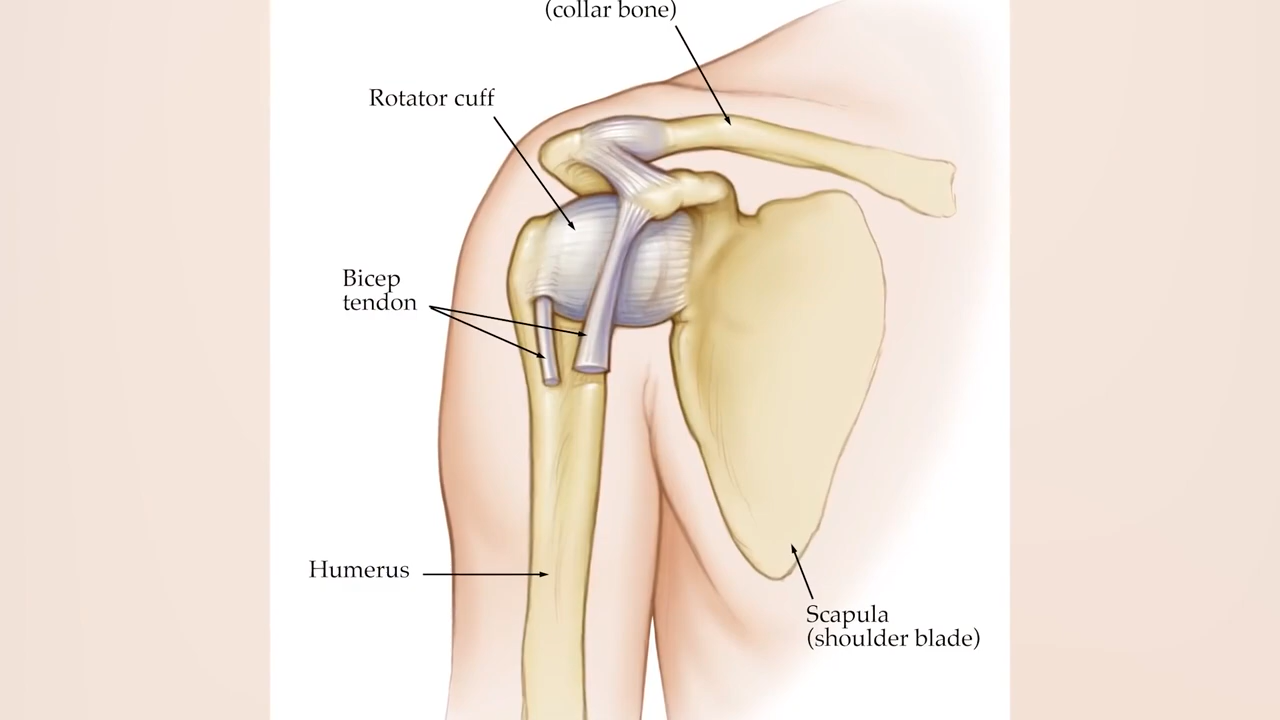 (collar bone)
Rotator cuff
Bicep
tendon
Humerus
Scapula
(shoulder blade)